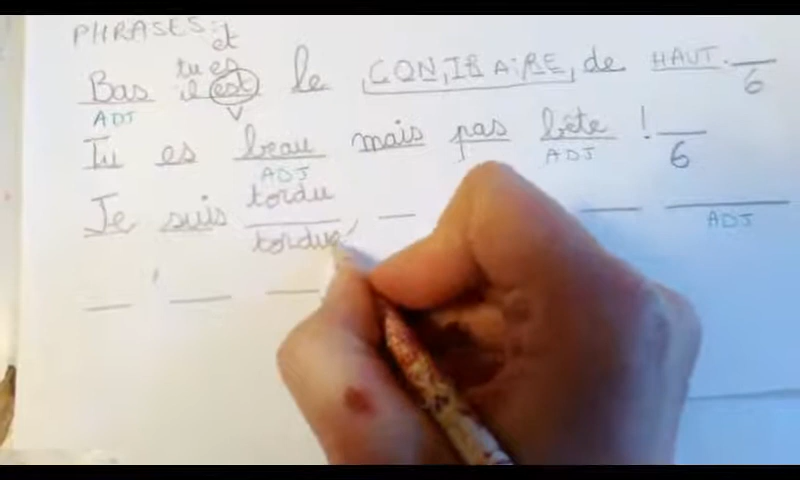 PHRASES: et
tu es
Bas il est le CONTRAIRE, de HAUT. 6
ADJ V
Tu es beau mais pas bête ! 6
ADJ ADJ
tordu
Je suis
tordue
ADJ